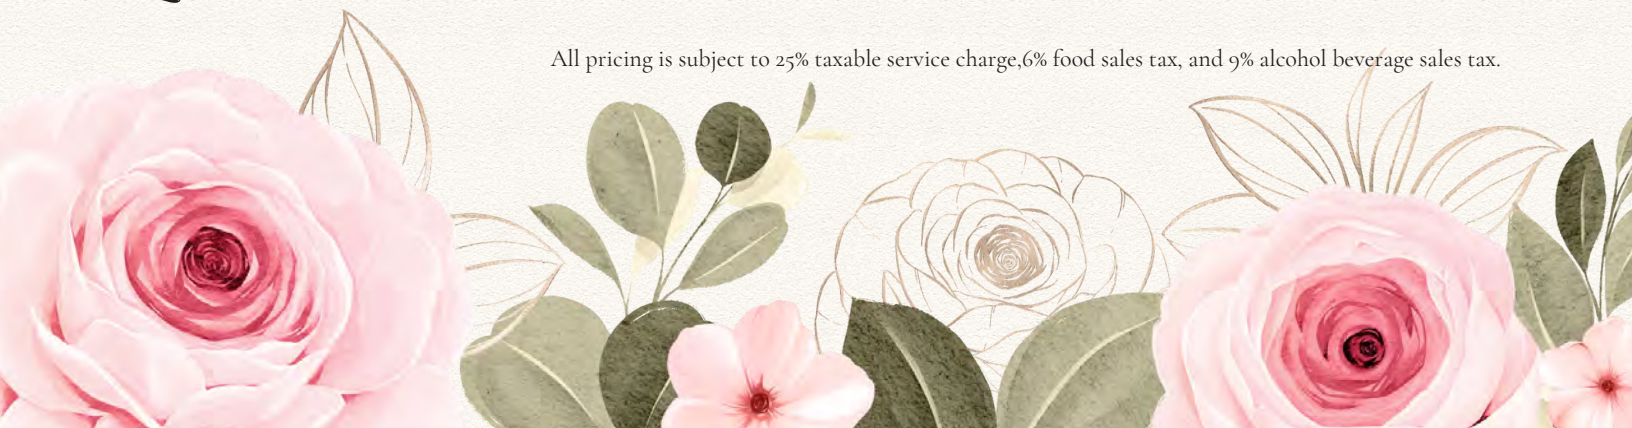 All pricing is subject to 25% taxable service charge,6% food sales tax, and 9% alcohol beverage sales tax.